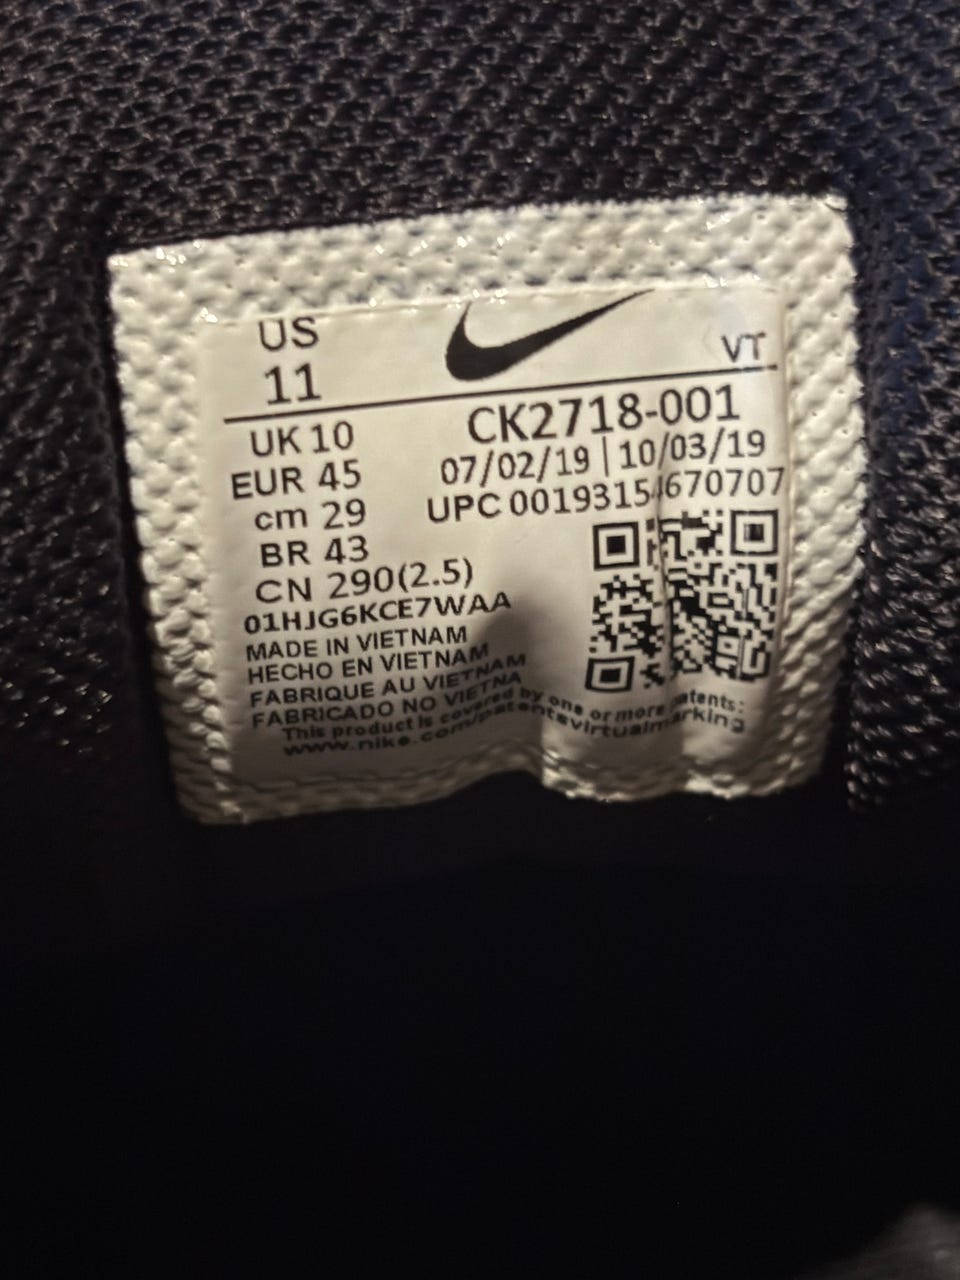 US
11
VT
UK 10
EUR 45
cm 29
BR 43
CN 290(2.5)
CK2718-001
07/02/19 | 10/03/19
UPC 00193154670707
01HJG6KCE7WAA
MADE IN VIETNAM
HECHO EN VIETNAM
FABRIQUE AU VIETNAM
FABRICADO NO VIETNA
This product is covered by one or more patents:
www.nike.com/patentsvirtualmarking